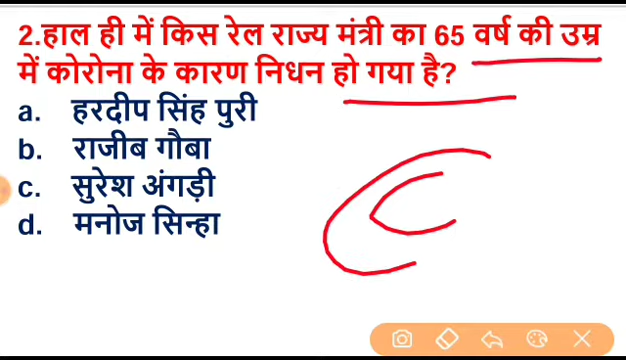 2.हाल ही में किस रेल राज्य मंत्री का 65 वर्ष की उम्र
में कोरोना के कारण निधन हो गया है?
a. हरदीप सिंह पुरी
b. राजीब गौबा
c. सुरेश अंगड़ी
d. मनोज सिन्हा
C